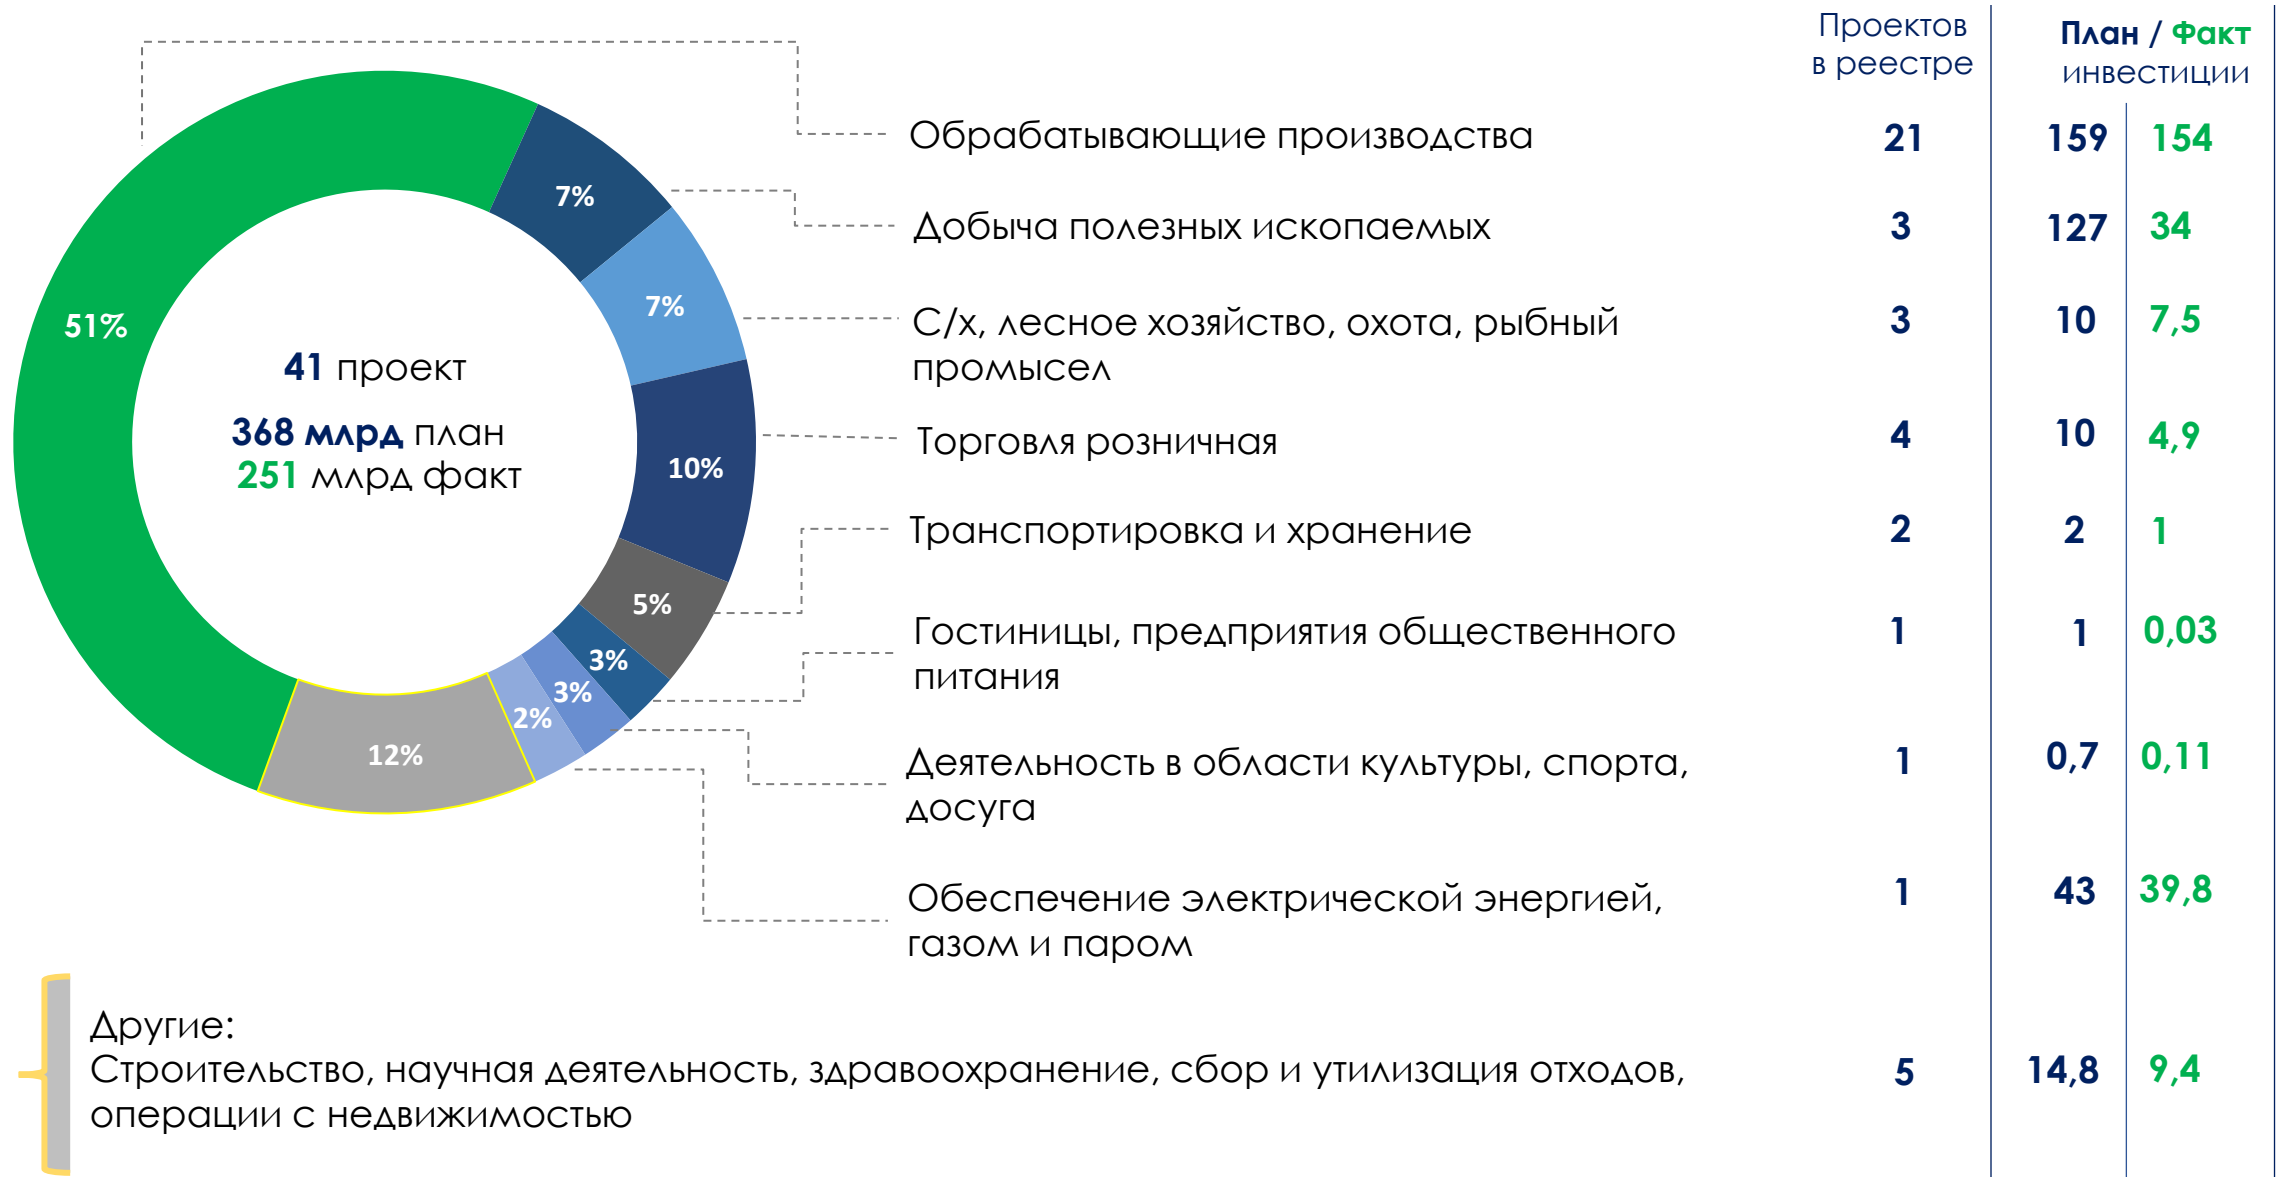 Проектов
в реестре
План / Факт
инвестиции
51%
7%
7%
10%
5%
3%
3%
2%
12%
41 проект
368 млрд план
251 млрд факт
Обрабатывающие производства 21 159 154
Добыча полезных ископаемых 3 127 34
С/х, лесное хозяйство, охота, рыбный 3 10 7,5
промысел
Торговля розничная 4 10 4,9
Транспортировка и хранение 2 2 1
Гостиницы, предприятия общественного 1 1 0,03
питания
Деятельность в области культуры, спорта, 1 0,7 0,11
досуга
Обеспечение электрической энергией, 1 43 39,8
газом и паром
Другие:
Строительство, научная деятельность, здравоохранение, сбор и утилизация отходов, 5 14,8 9,4
операции с недвижимостью